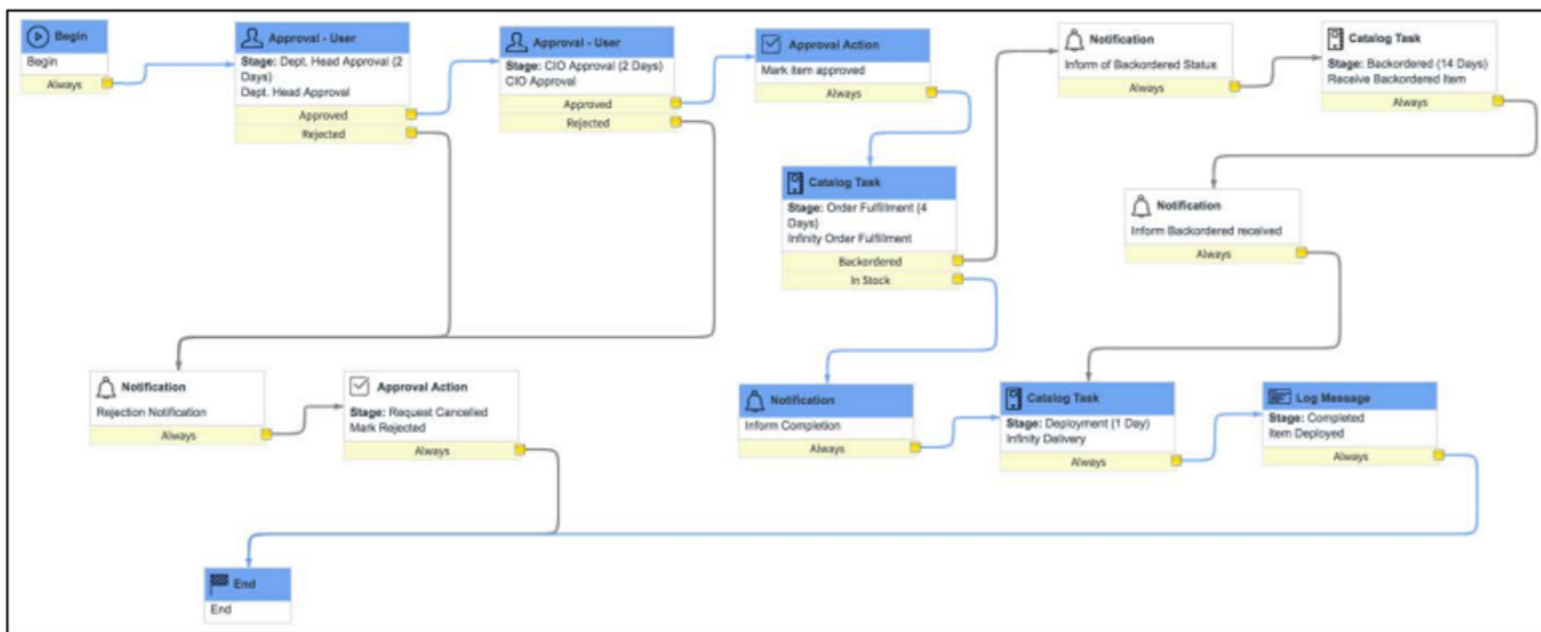 Begin
Begin
Always
Approval - User
Stage: Dept. Head Approval (2
Days)
Dept. Head Approval
Approved
Rejected
Approval - User
Stage: CIO Approval (2 Days)
CIO Approval
Approved
Rejected
Approval Action
Mark item approved
Always
Notification
Inform of Backordered Status
Always
Catalog Task
Stage: Backordered (14 Days)
Receive Backordered Item
Always
Catalog Task
Stage: Order Fulfillment (4
Days)
Infinity Order Fulfillment
Backordered
In Stock
Notification
Inform Backordered received
Always
Notification
Rejection Notification
Always
Approval Action
Stage: Request Cancelled
Mark Rejected
Always
Notification
Inform Completion
Always
Catalog Task
Stage: Deployment (1 Day)
Infinity Delivery
Always
Log Message
Stage: Completed
Item Deployed
Always
End
End